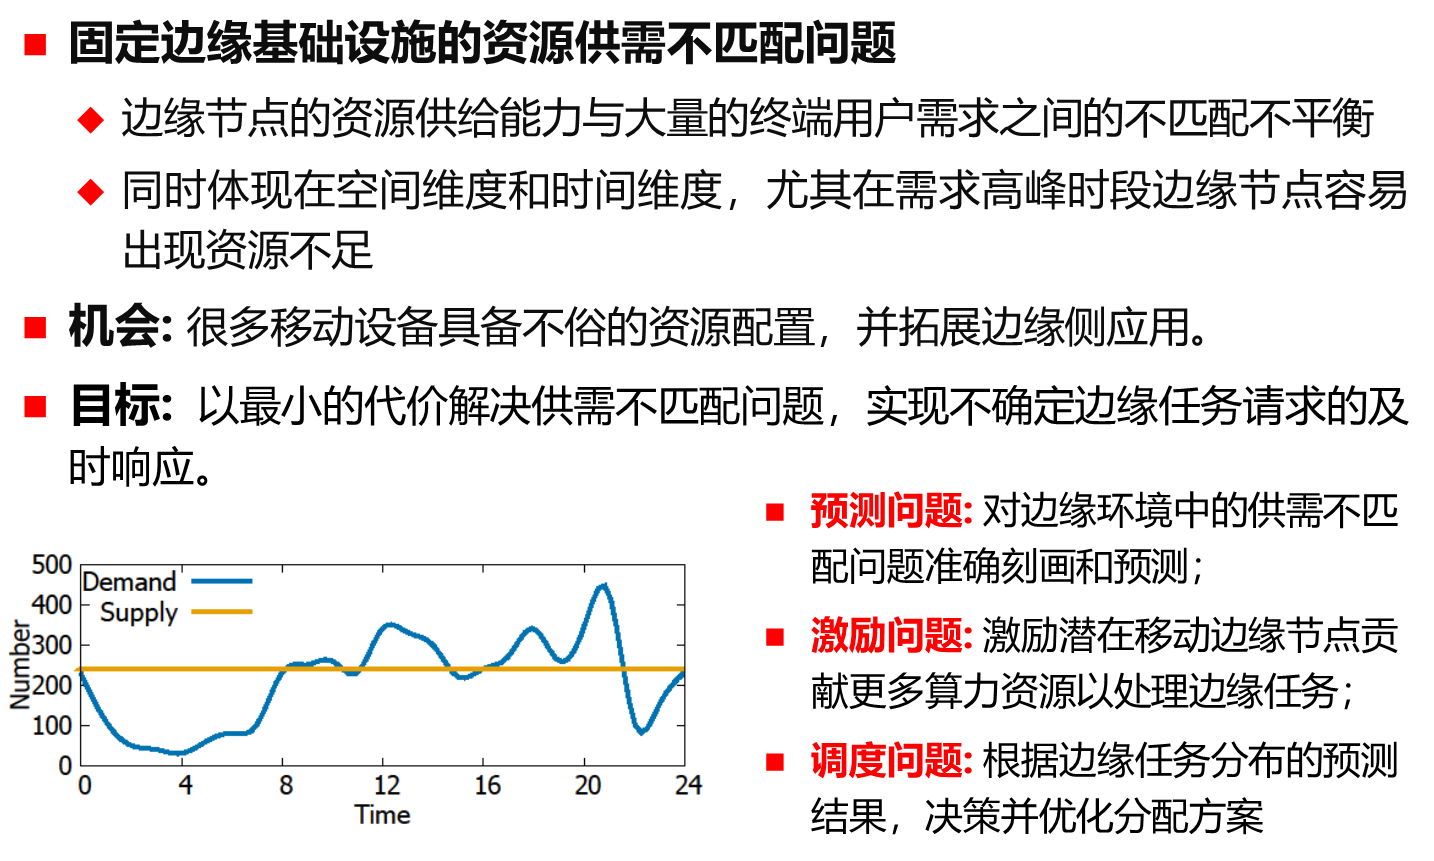 固定边缘基础设施的资源供需不匹配问题
边缘节点的资源供给能力与大量的终端用户需求之间的不匹配不平衡
同时体现在空间维度和时间维度，尤其在需求高峰时段边缘节点容易
出现资源不足
机会: 很多移动设备具备不俗的资源配置，并拓展边缘侧应用。
目标: 以最小的代价解决供需不匹配问题，实现不确定边缘任务请求的及
时响应。
预测问题: 对边缘环境中的供需不匹
配问题准确刻画和预测；
激励问题: 激励潜在移动边缘节点贡
献更多算力资源以处理边缘任务；
调度问题: 根据边缘任务分布的预测
结果，决策并优化分配方案
500
400
300
200
100
0
Number
Demand
Supply
0 4 8 12 16 20 24
Time